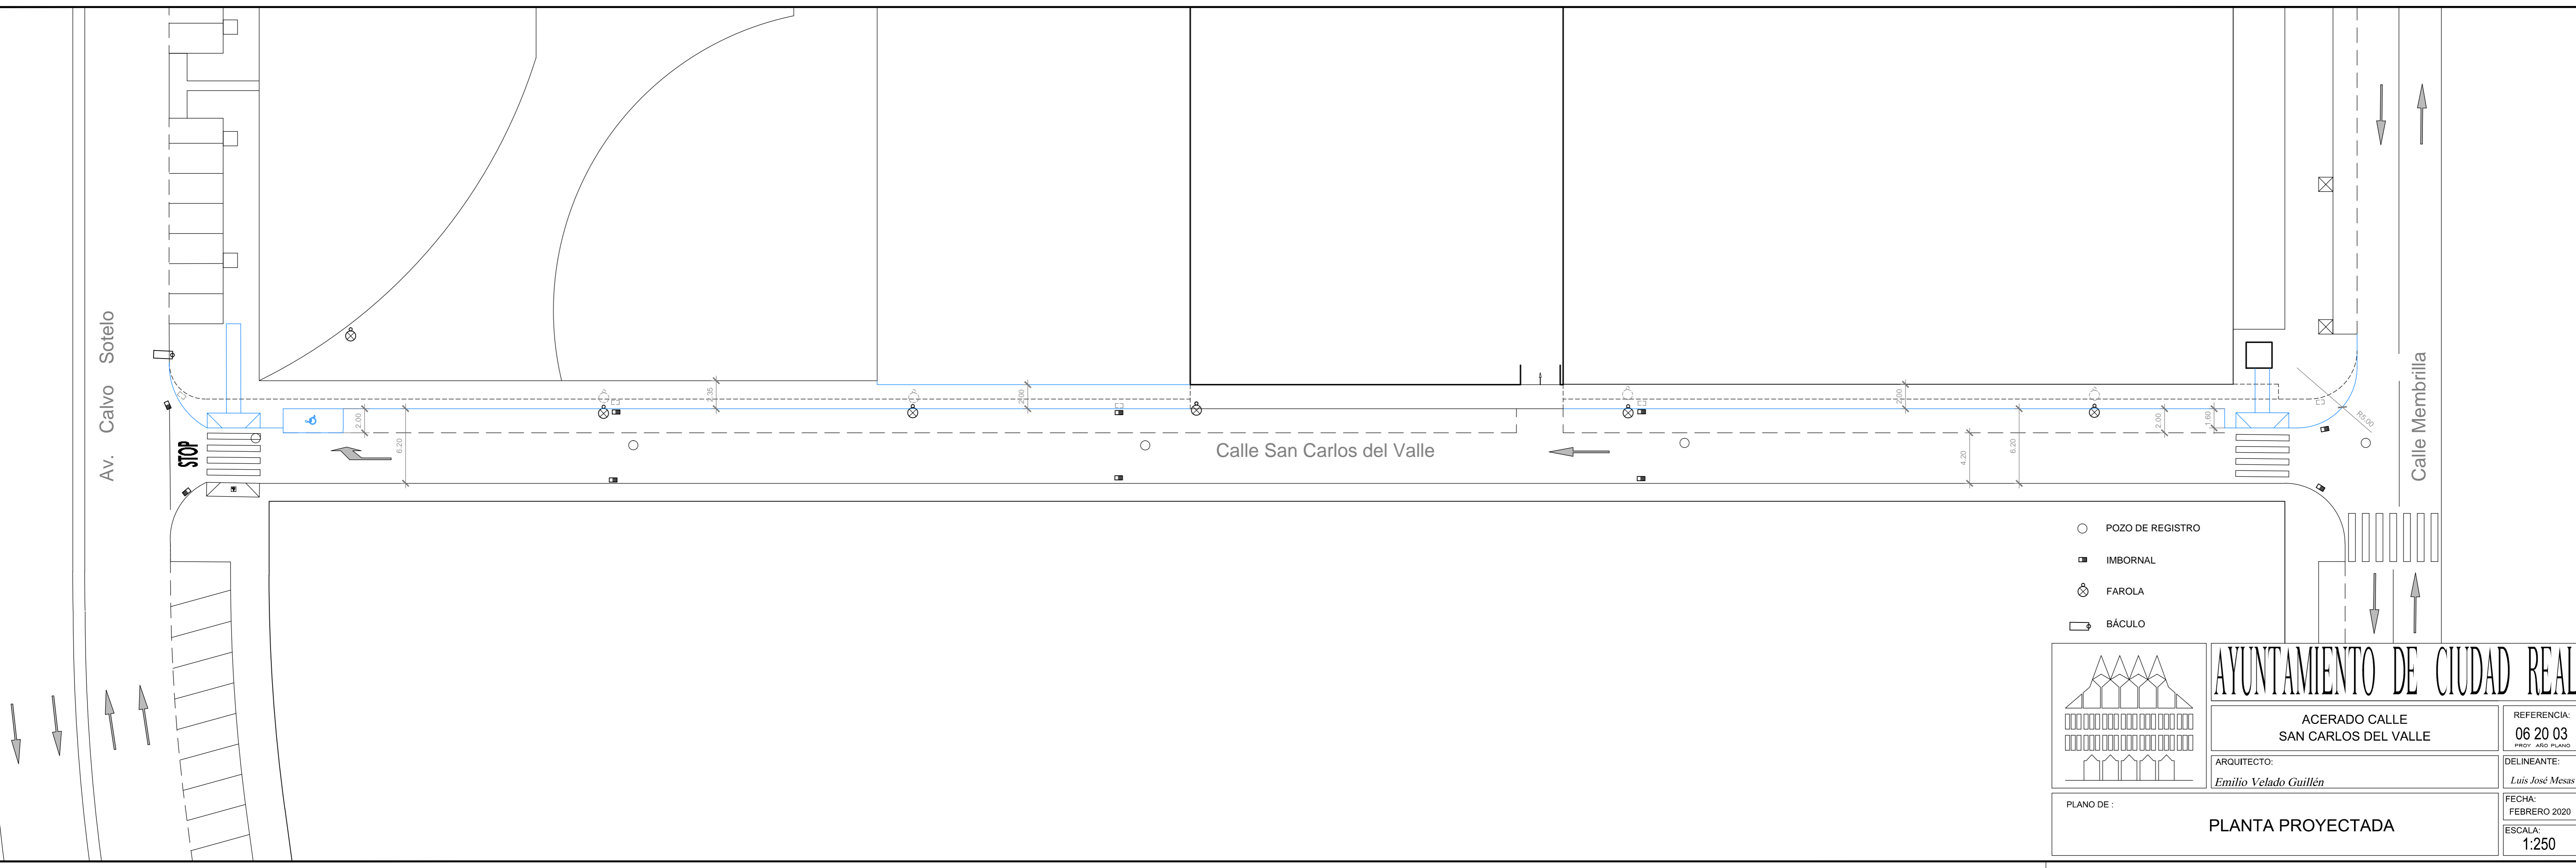 Av. Calvo Sotelo
STOP
2.00
6.20
2.35
2.00
Calle San Carlos del Valle
2.00
4.20
6.20
2.00
1.60
R5.00
Calle Membrilla
POZO DE REGISTRO
IMBORNAL
FAROLA
BÁCULO
AYUNTAMIENTO DE CIUDAD REAL
ACERADO CALLE
SAN CARLOS DEL VALLE
REFERENCIA:
06 20 03
PROY AÑO PLANO
ARQUITECTO:
Emilio Velado Guillén
DELINEANTE:
Luis José Mesas
PLANO DE :
PLANTA PROYECTADA
FECHA:
FEBRERO 2020
ESCALA:
1:250